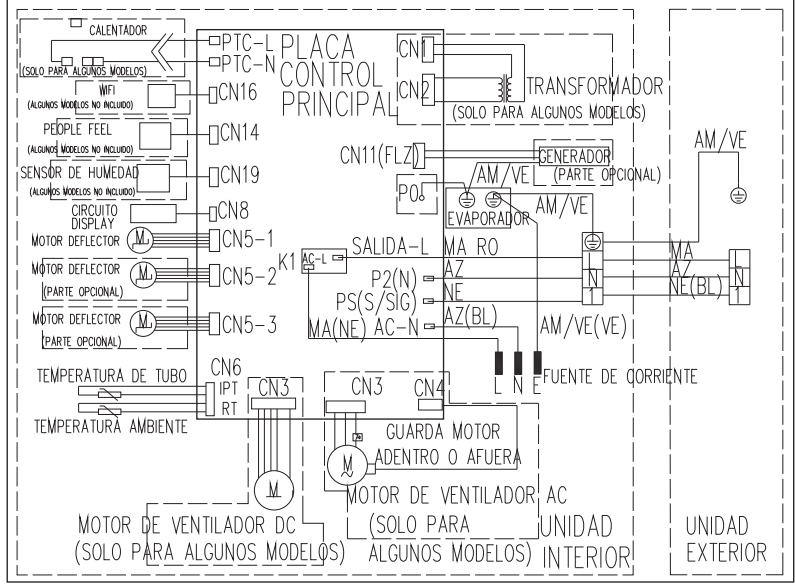 CALENTADOR
(SOLO PARA ALGUNOS MODELOS)
PTC-L
PTC-N
PLACA
CONTROL
PRINCIPAL
CN1
CN2
TRANSFORMADOR
(SOLO PARA ALGUNOS MODELOS)
WIFI
(ALGUNOS MODELOS NO INCLUIDO)
CN16
PEOPLE FEEL
(ALGUNOS MODELOS NO INCLUIDO)
CN14
SENSOR DE HUMEDAD
(ALGUNOS MODELOS NO INCLUIDO)
CN19
CIRCUITO
DISPLAY
CN8
CN11(FLZ)
GENERADOR
(PARTE OPCIONAL)
AM/VE
AM/VE
P0
EVAPORADOR
AM/VE
MOTOR DEFLECTOR
M
CN5-1
MOTOR DEFLECTOR
(PARTE OPCIONAL)
M
CN5-2
MOTOR DEFLECTOR
(PARTE OPCIONAL)
M
CN5-3
K1
AC-L
SALIDA-L
MA RO
P2(N)
AZ
PS(S/SIG)
NE
MA(NE)
AC-N
AZ(BL)
AM/VE(VE)
L
N
1
MA
AZ
NE(BL)
L
N
1
L N E
FUENTE DE CORRIENTE
TEMPERATURA DE TUBO
TEMPERATURA AMBIENTE
CN6
IPT
RT
CN3
M
CN3
CN4
M
GUARDA MOTOR
ADENTRO O AFUERA
MOTOR DE VENTILADOR DC
(SOLO PARA ALGUNOS MODELOS)
MOTOR DE VENTILADOR AC
(SOLO PARA
ALGUNOS MODELOS)
UNIDAD
INTERIOR
UNIDAD
EXTERIOR